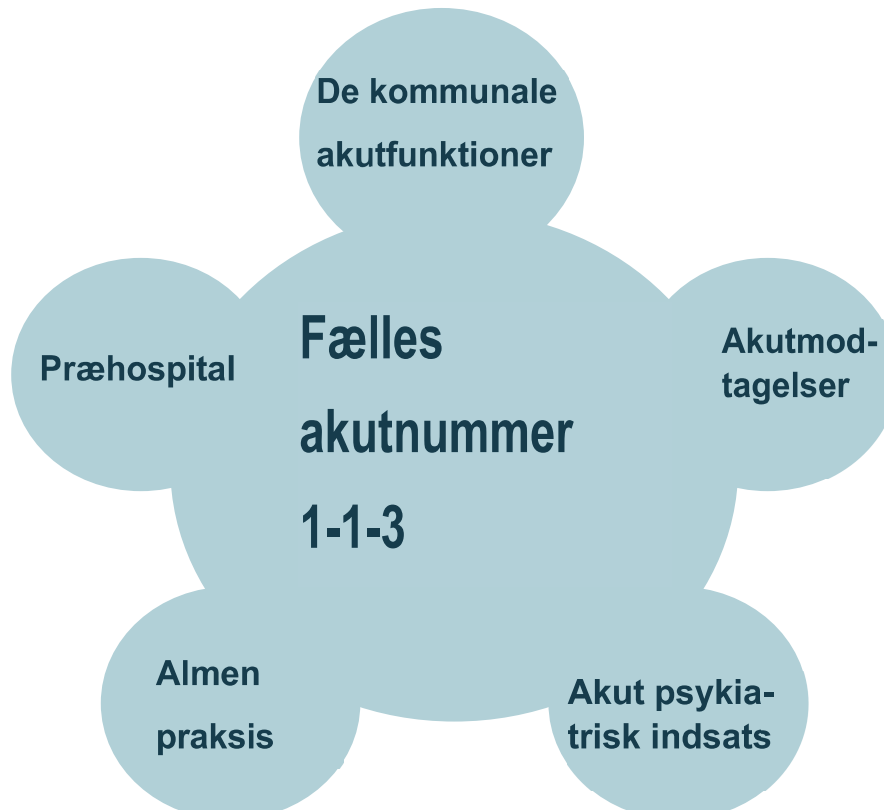 De kommunale
akutfunktioner
Præhospital
Fælles
akutnummer
1-1-3
Akutmod-
tagelser
Almen
praksis
Akut psykia-
trisk indsats